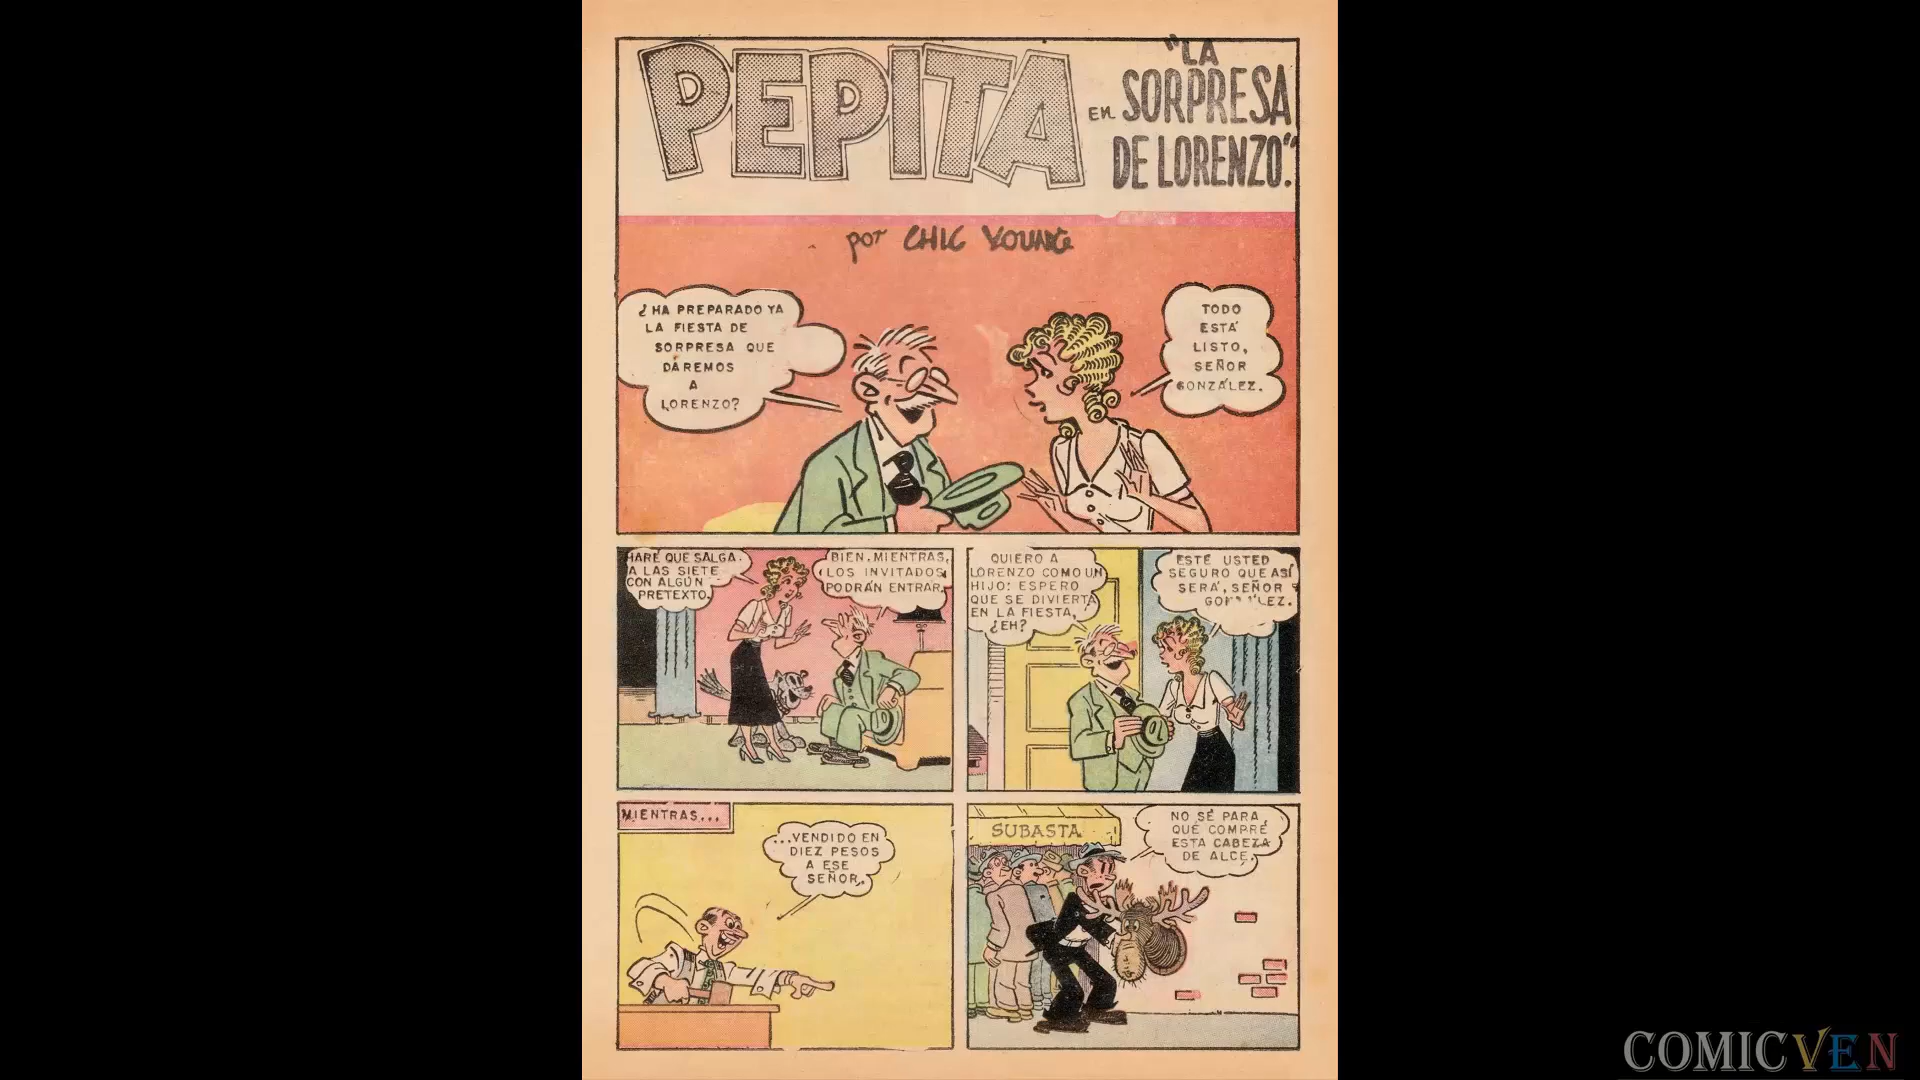 PEPITA
EN "LA
SORPRESA
DE LORENZO".
por CHIC YOUNG
¿HA PREPARADO YA
LA FIESTA DE
SORPRESA QUE
DAREMOS
A
LORENZO?
TODO
ESTÁ
LISTO,
SEÑOR
GONZÁLEZ.
HARÉ QUE SALGA
A LAS SIETE
CON ALGÚN
PRETEXTO.
BIEN. MIENTRAS,
LOS INVITADOS
PODRÁN ENTRAR.
QUIERO A
LORENZO COMO UN
HIJO: ESPERO
QUE SE DIVIERTA
EN LA FIESTA,
¿EH?
ESTÉ USTED
SEGURO QUE ASÍ
SERÁ, SEÑOR
MIENTRAS...
...VENDIDO EN
DIEZ PESOS
A ESE
SEÑOR.
SUBASTA
NO SÉ PARA
QUÉ COMPRÉ
ESTA CABEZA
DE ALCE.
COMICVEN